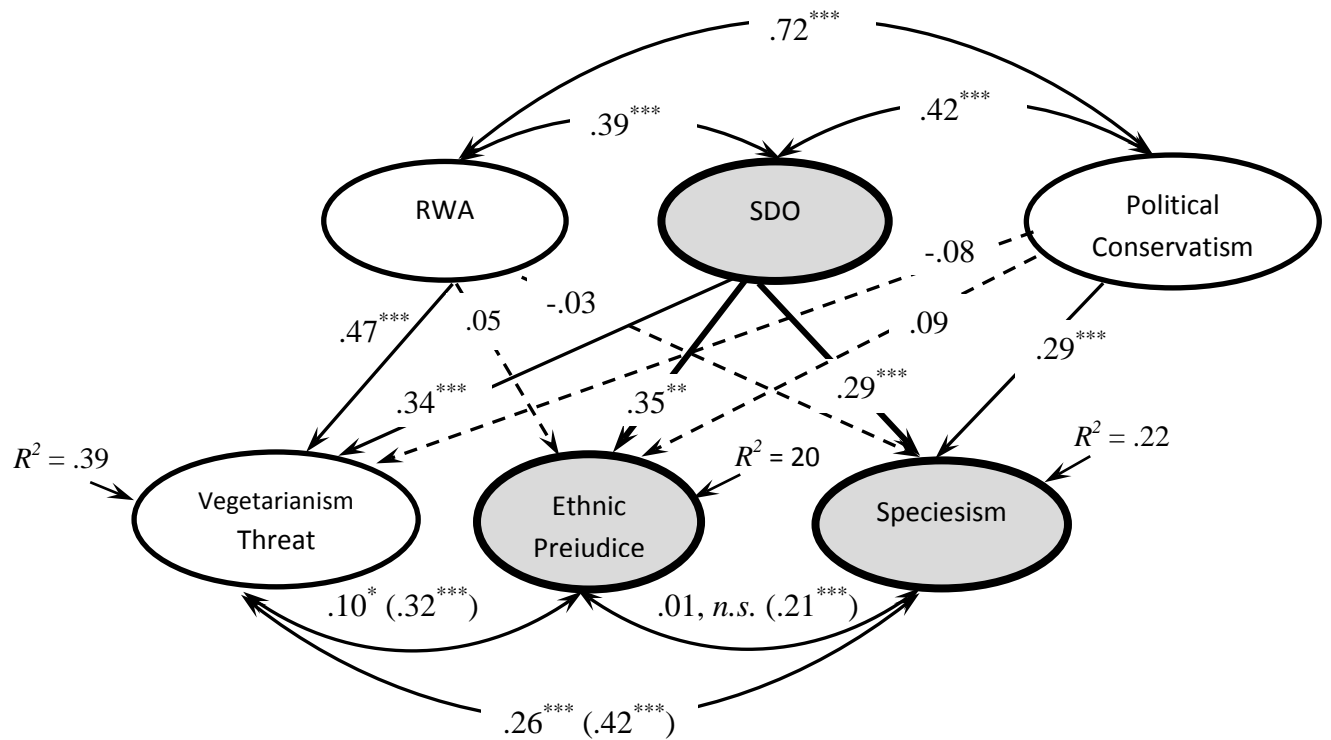 .72***
.39***
.42***
RWA
SDO
Political
Conservatism
-.08
-.03
.47***
.05
.09
.29***
.34***
.35**
.29***
R² = .39
R² = 20
R² = .22
Vegetarianism
Threat
Ethnic
Prejudice
Speciesism
.10* (.32***)
.01, n.s. (.21***)
.26*** (.42***)